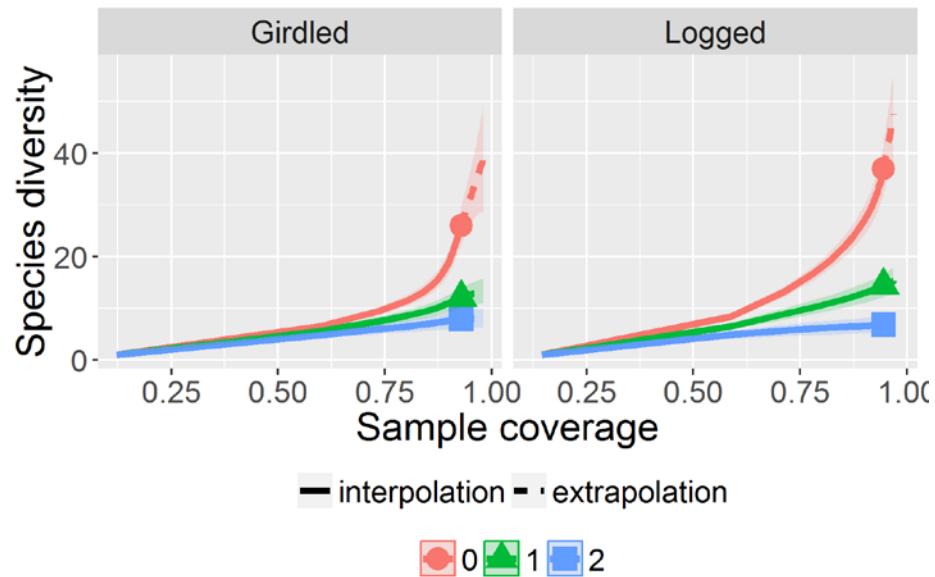 Girdled Logged
Species diversity
40
20
0
0.25 0.50 0.75 1.00 0.25 0.50 0.75 1.00
Sample coverage
interpolation extrapolation
0 1 2